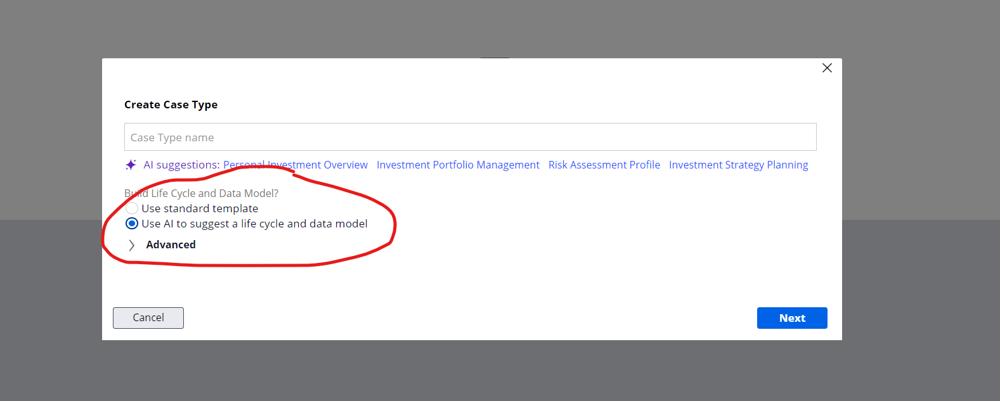 Create Case Type
Case Type name
AI suggestions: Personal Investment Overview Investment Portfolio Management Risk Assessment Profile Investment Strategy Planning
Build Life Cycle and Data Model?
Use standard template
Use AI to suggest a life cycle and data model
Advanced
Cancel
Next